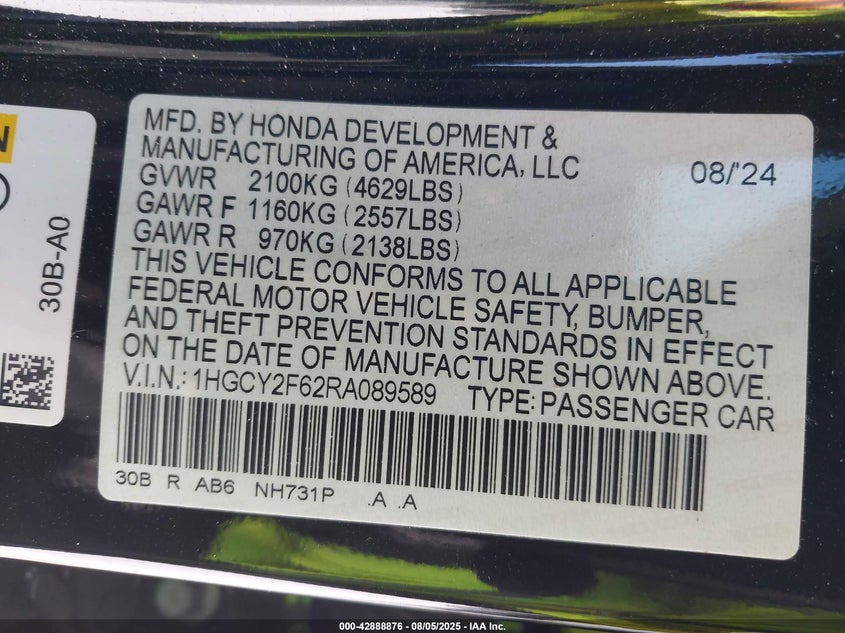 N
30B-A0
MFD. BY HONDA DEVELOPMENT &
MANUFACTURING OF AMERICA, LLC 08/'24
GVWR 2100KG (4629LBS)
GAWR F 1160KG (2557LBS)
GAWR R 970KG (2138LBS)
THIS VEHICLE CONFORMS TO ALL APPLICABLE
FEDERAL MOTOR VEHICLE SAFETY, BUMPER,
AND THEFT PREVENTION STANDARDS IN EFFECT
ON THE DATE OF MANUFACTURE SHOWN ABOVE.
V.I.N.: 1HGCY2F62RA089589 TYPE: PASSENGER CAR
30B R AB6 NH731P .A .A
000-42888876 - 08/05/2025 - IAA Inc.